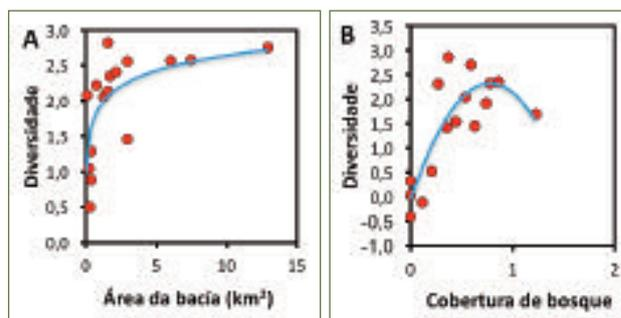 A
Diversidade
3,0
2,5
2,0
1,5
1,0
0,5
0,0
0 5 10 15
Área da bacía (km²)
B
Diversidade
3,5
3,0
2,5
2,0
1,5
1,0
0,5
0,0
-0,5
-1,0
0 1 2
Cobertura de bosque